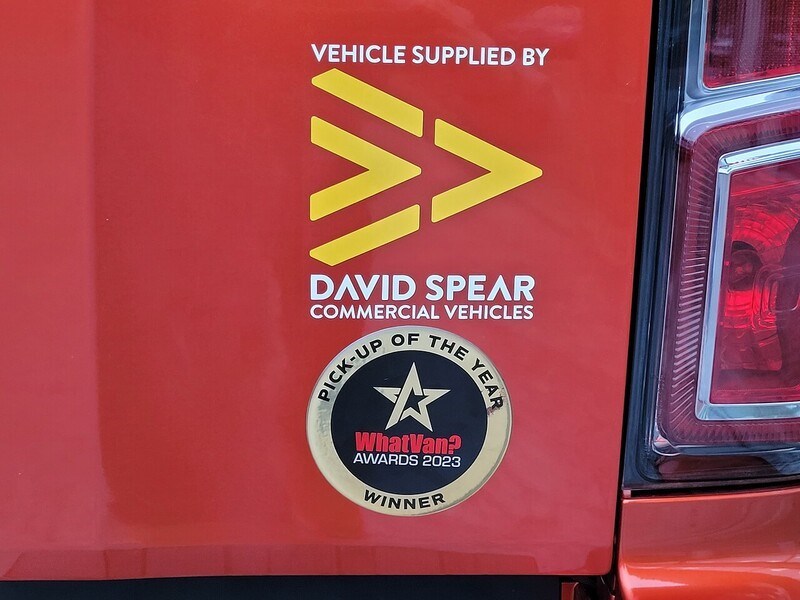 VEHICLE SUPPLIED BY
DAVID SPEAR
COMMERCIAL VEHICLES
PICK-UP OF THE YEAR
WhatVan?
AWARDS 2023
WINNER